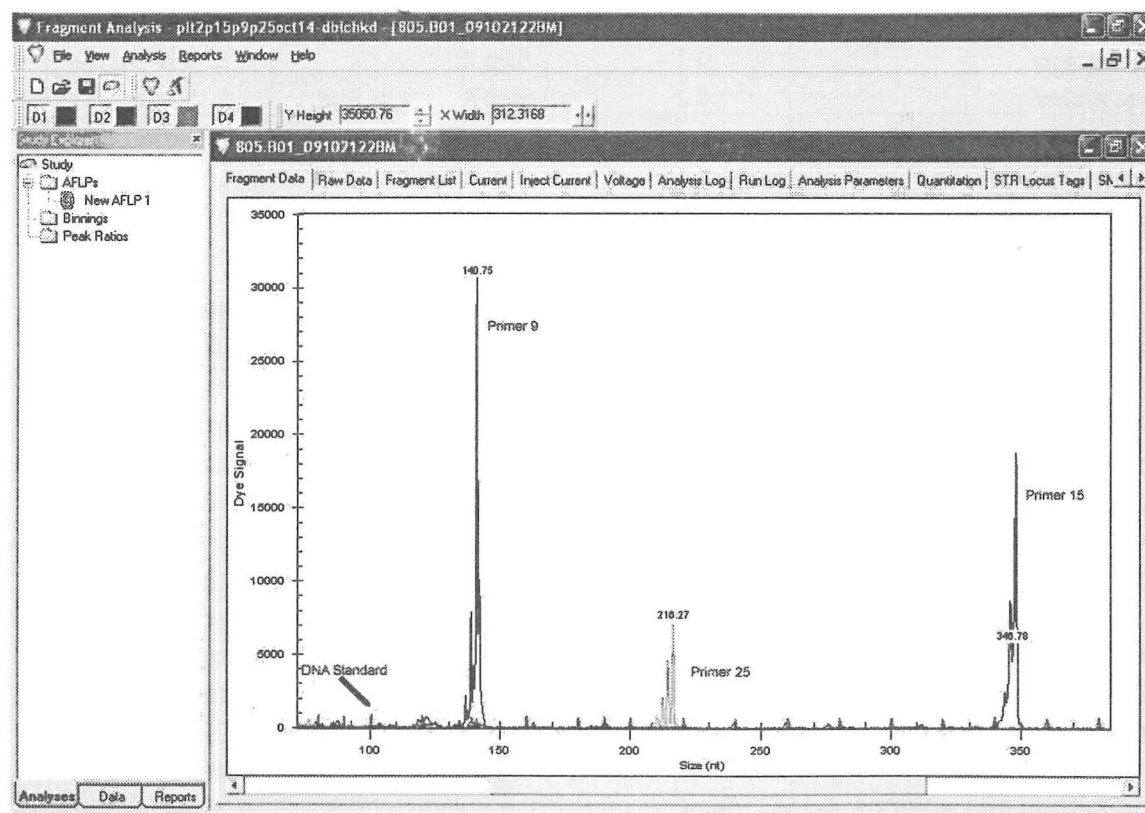 Fragment Analysis - plt2p15p9p25oct14-dblchkd - [805.B01_09102122BM]
File View Analysis Reports Window Help
D1 D2 D3 D4 Y-Height 35050.76 X Width 312.3168
Study Explorer
Study
AFLPs
New AFLP 1
Binnings
Peak Ratios
Analyses Data Reports
805.B01_09102122BM
Fragment Data Raw Data Fragment List Current Inject Current Voltage Analysis Log Run Log Analysis Parameters Quantitation STR Locus Tags
35000
30000
25000
20000
15000
10000
5000
0
Dye Signal
140.75
Primer 9
216.27
Primer 25
Primer 15
DNA Standard
100 150 200 250 300 350
Size (nt)